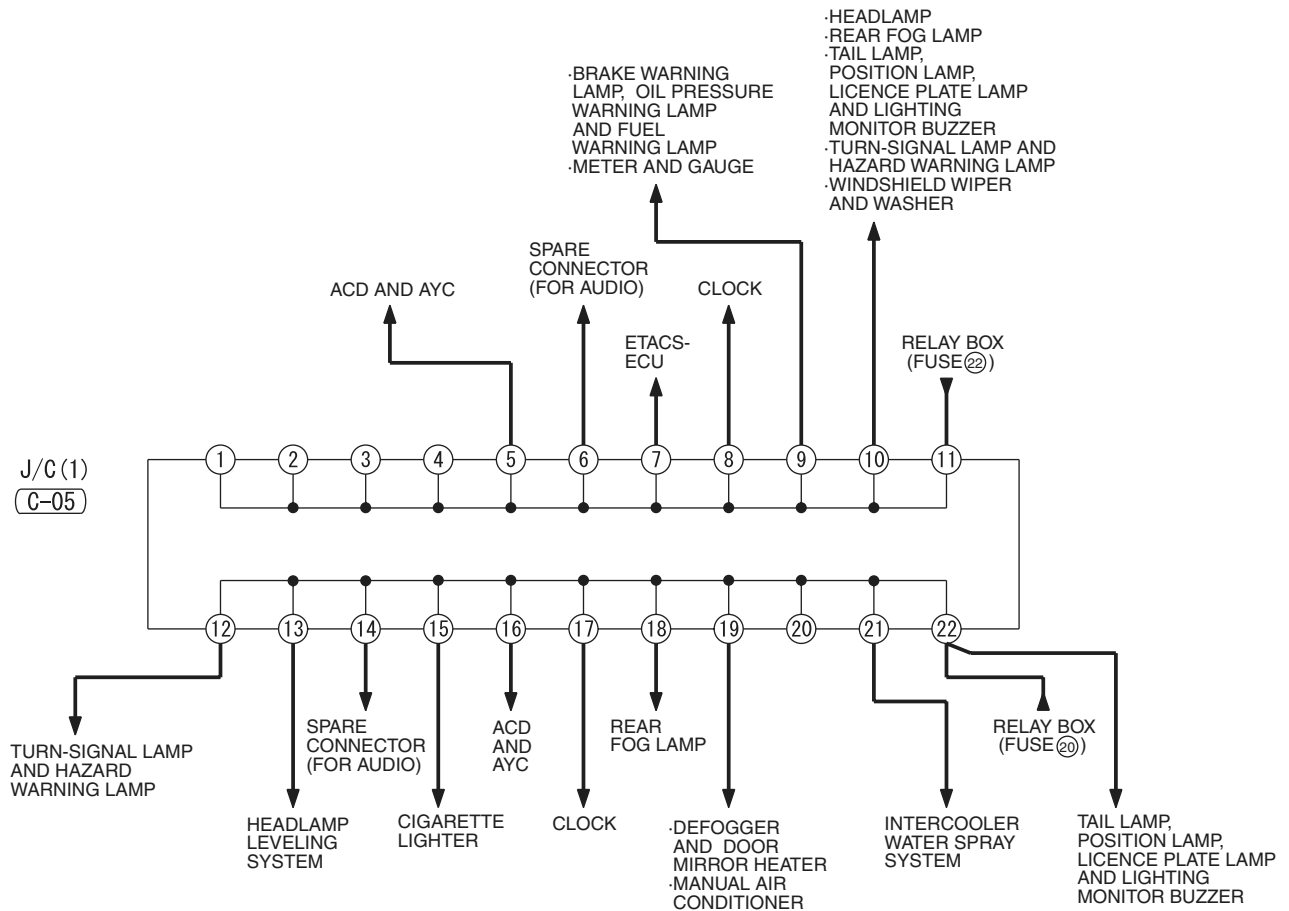 ·HEADLAMP
·REAR FOG LAMP
·TAIL LAMP,
POSITION LAMP,
LICENCE PLATE LAMP
AND LIGHTING
MONITOR BUZZER
·TURN-SIGNAL LAMP AND
HAZARD WARNING LAMP
·WINDSHIELD WIPER
AND WASHER
·BRAKE WARNING
LAMP, OIL PRESSURE
WARNING LAMP
AND FUEL
WARNING LAMP
·METER AND GAUGE
SPARE
CONNECTOR
(FOR AUDIO)
ACD AND AYC
CLOCK
ETACS-
ECU
RELAY BOX
(FUSE㉒)
J/C(1)
C-05
1 2 3 4 5 6 7 8 9 10 11
12 13 14 15 16 17 18 19 20 21 22
TURN-SIGNAL LAMP
AND HAZARD
WARNING LAMP
SPARE
CONNECTOR
(FOR AUDIO)
ACD
AND
AYC
REAR
FOG LAMP
RELAY BOX
(FUSE⑳)
HEADLAMP
LEVELING
SYSTEM
CIGARETTE
LIGHTER
CLOCK
·DEFOGGER
AND DOOR
MIRROR HEATER
·MANUAL AIR
CONDITIONER
INTERCOOLER
WATER SPRAY
SYSTEM
TAIL LAMP,
POSITION LAMP,
LICENCE PLATE LAMP
AND LIGHTING
MONITOR BUZZER